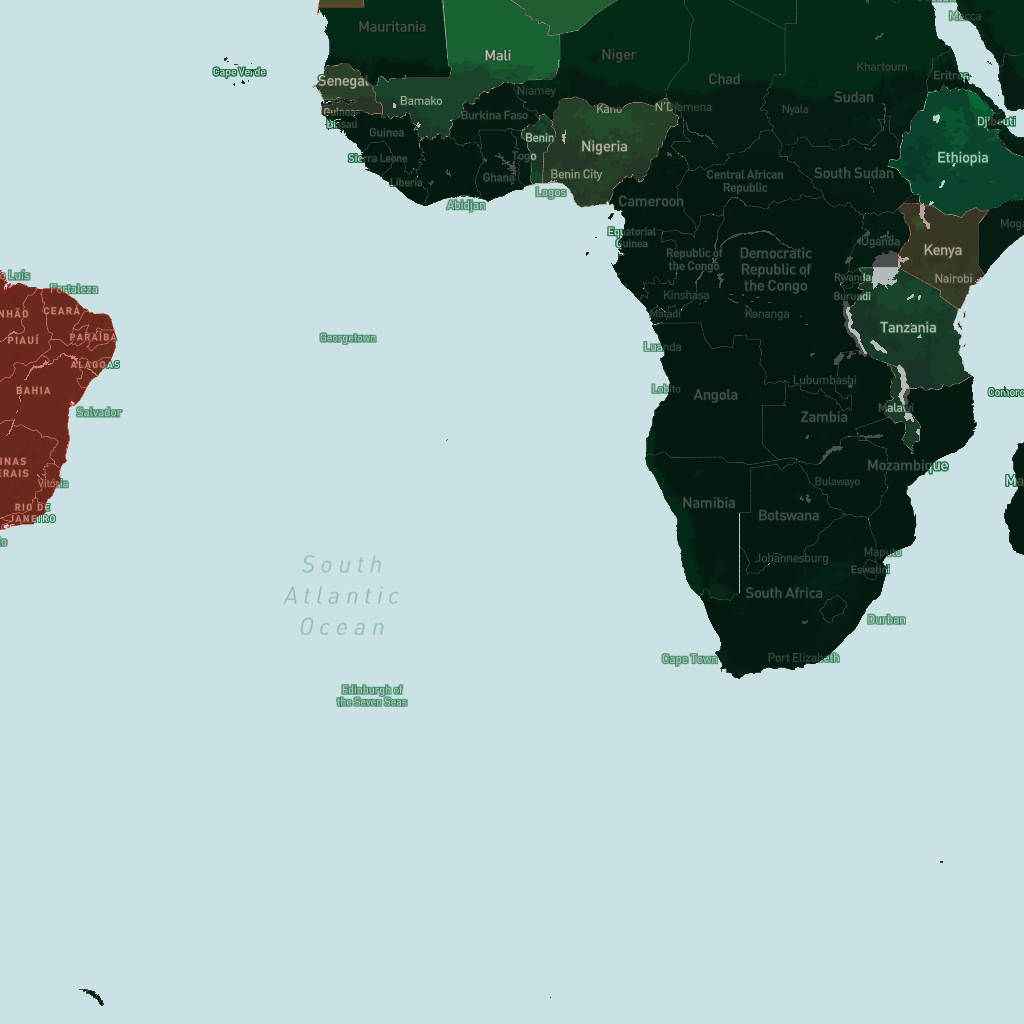 Mecca
Mauritania
Mali
Niger
Khartoum
Cape Verde
Senegal
Chad
Eritrea
Niamey
Bamako
Sudan
Kano
N'Djamena
Nyala
Guinea
Bissau
Burkina Faso
Djibouti
Guinea
Benin
Nigeria
Sierra Leone
Togo
Ethiopia
Liberia
Ghana
Benin City
Central African
Republic
South Sudan
Lagos
Abidjan
Cameroon
Equatorial
Guinea
Uganda
Kenya
Republic of
the Congo
Democratic
Republic of
the Congo
Luís
Fortaleza
Rwanda
Nairobi
Kinshasa
Burundi
CEARÁ
Matadi
Kananga
PIAUÍ
PARAÍBA
Georgetown
Tanzania
Luanda
ALAGOAS
BAHIA
Lobito
Angola
Lubumbashi
Salvador
Malawi
Zambia
Mozambique
Vitória
Bulawayo
RIO DE
JANEIRO
Namibia
Botswana
Maputo
Johannesburg
Eswatini
South
Atlantic
Ocean
South Africa
Durban
Cape Town
Port Elizabeth
Edinburgh of
the Seven Seas